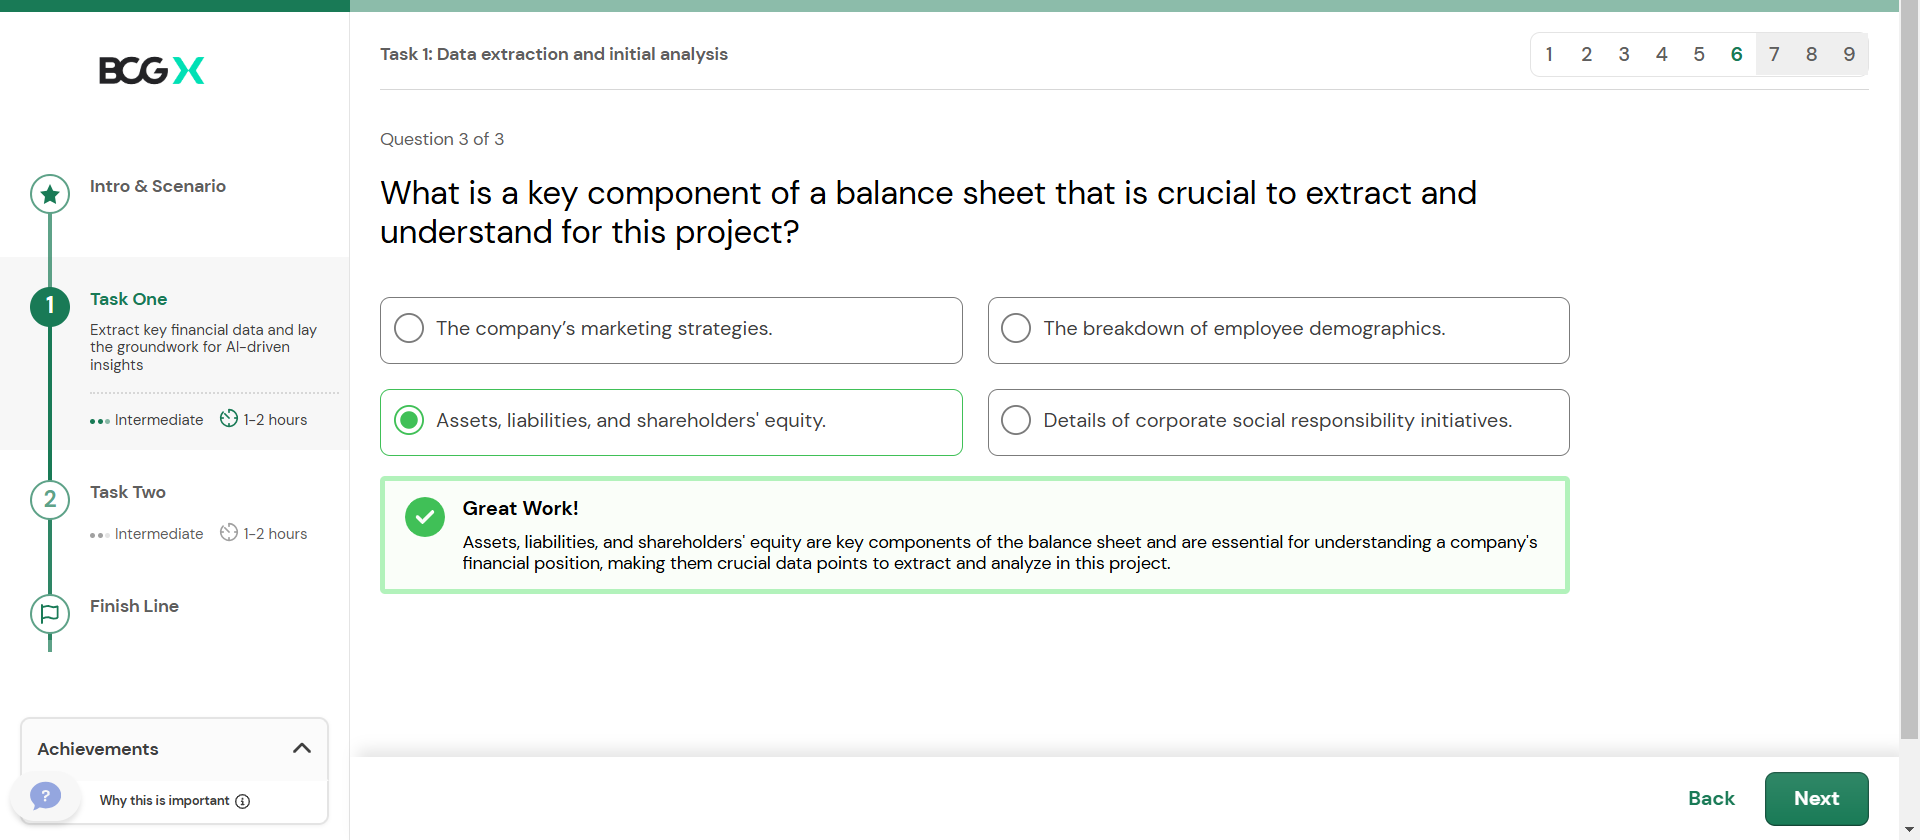 BCG X
Intro & Scenario
1
Task One
Extract key financial data and lay
the groundwork for AI-driven
insights
Intermediate 1-2 hours
2
Task Two
Intermediate 1-2 hours
Finish Line
Achievements
?
Why this is important
Task 1: Data extraction and initial analysis
1 2 3 4 5 6 7 8 9
Question 3 of 3
What is a key component of a balance sheet that is crucial to extract and
understand for this project?
The company’s marketing strategies.
The breakdown of employee demographics.
Assets, liabilities, and shareholders' equity.
Details of corporate social responsibility initiatives.
Great Work!
Assets, liabilities, and shareholders' equity are key components of the balance sheet and are essential for understanding a company's
financial position, making them crucial data points to extract and analyze in this project.
Back
Next